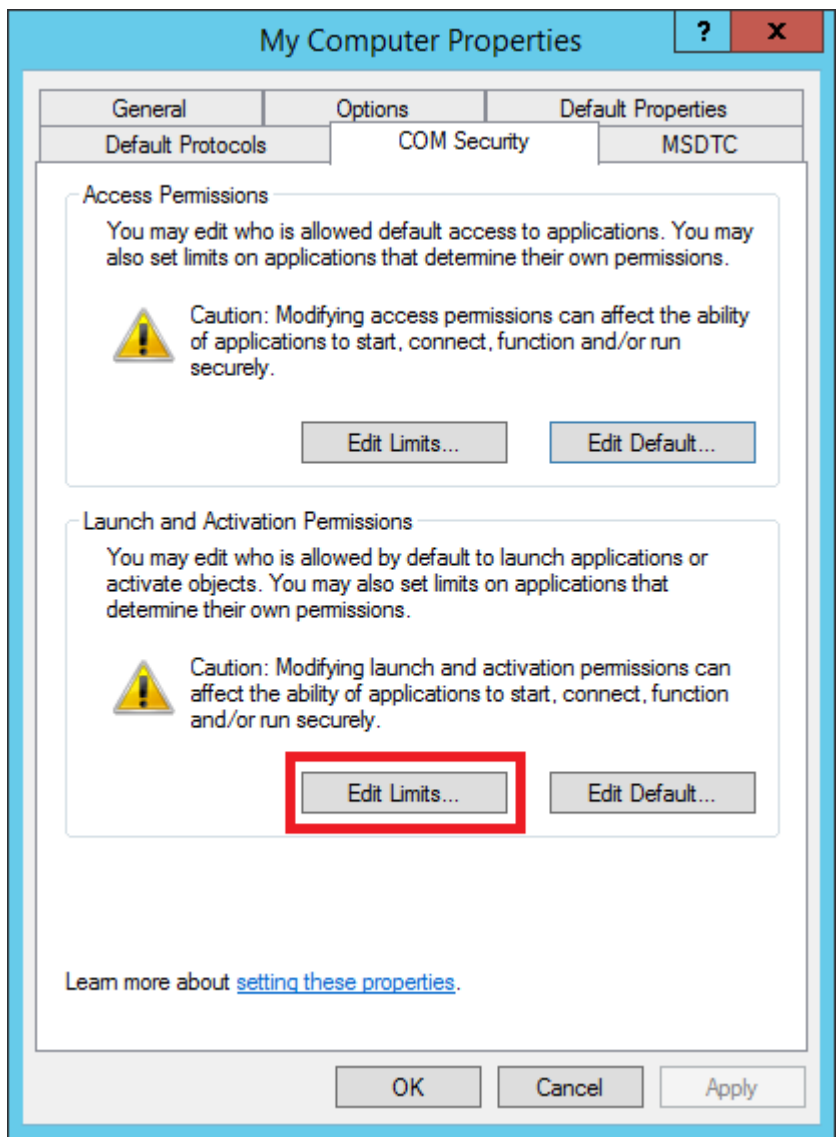 My Computer Properties
?
x
General
Options
Default Properties
Default Protocols
COM Security
MSDTC
Access Permissions
You may edit who is allowed default access to applications. You may
also set limits on applications that determine their own permissions.
Caution: Modifying access permissions can affect the ability
of applications to start, connect, function and/or run
securely.
Edit Limits...
Edit Default...
Launch and Activation Permissions
You may edit who is allowed by default to launch applications or
activate objects. You may also set limits on applications that
determine their own permissions.
Caution: Modifying launch and activation permissions can
affect the ability of applications to start, connect, function
and/or run securely.
Edit Limits...
Edit Default...
Learn more about setting these properties.
OK
Cancel
Apply